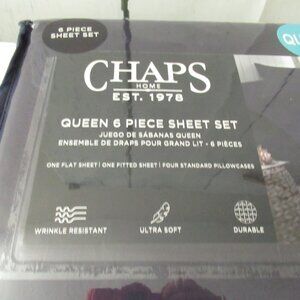 6 PIECE
SHEET SET
QU
CHAPS
HOME
EST. 1978
QUEEN 6 PIECE SHEET SET
JUEGO DE SÁBANAS QUEEN
ENSEMBLE DE DRAPS POUR GRAND LIT - 6 PIÈCES
ONE FLAT SHEET | ONE FITTED SHEET | FOUR STANDARD PILLOWCASES
WRINKLE RESISTANT
ULTRA SOFT
DURABLE